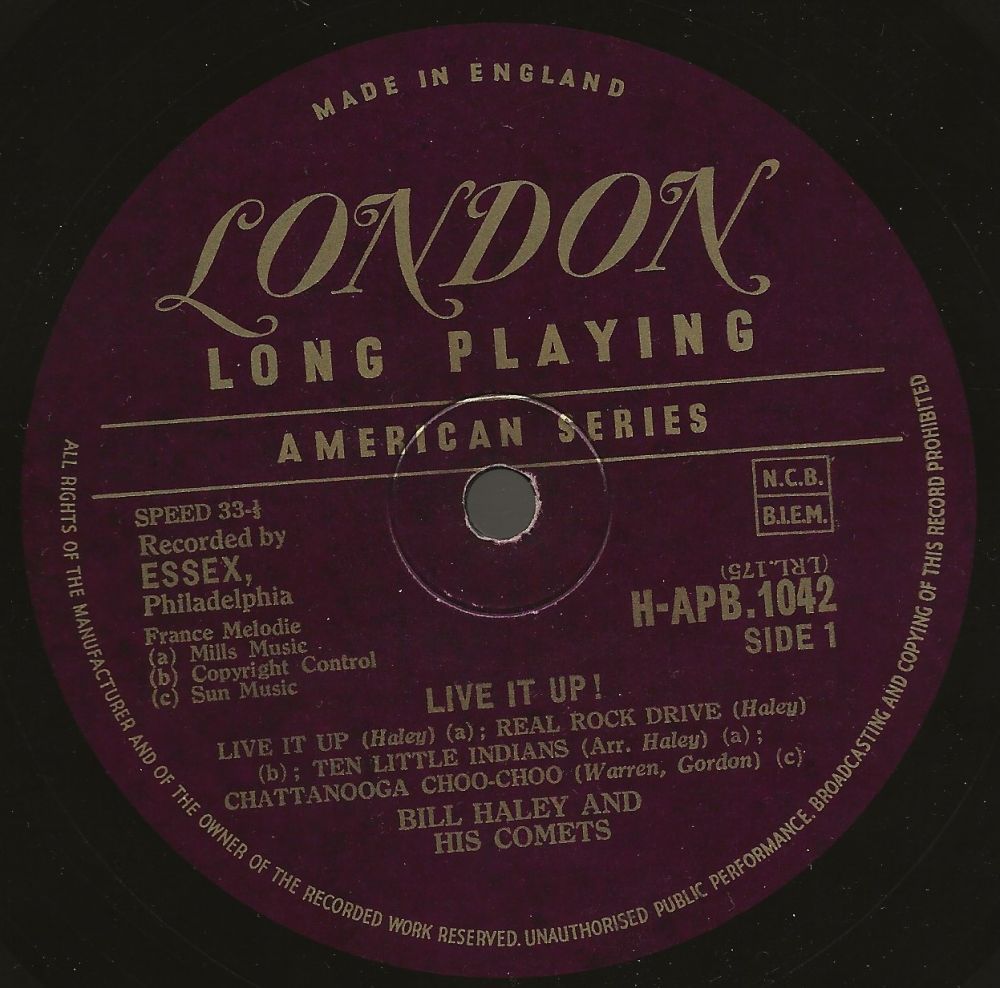 MADE IN ENGLAND
LONDON
LONG PLAYING
AMERICAN SERIES
N.C.B.
B.I.E.M.
SPEED 33-⅓
Recorded by
ESSEX,
Philadelphia
(LRL.175)
H-APB.1042
SIDE 1
France Melodie
(a) Mills Music
(b) Copyright Control
(c) Sun Music
LIVE IT UP!
LIVE IT UP (Haley) (a); REAL ROCK DRIVE (Haley)
(b); TEN LITTLE INDIANS (Arr. Haley) (a);
CHATTANOOGA CHOO-CHOO (Warren, Gordon) (c)
BILL HALEY AND
HIS COMETS
ALL RIGHTS OF THE MANUFACTURER AND OF THE OWNER OF THE RECORDED WORK RESERVED. UNAUTHORISED PUBLIC PERFORMANCE, BROADCASTING AND COPYING OF THIS RECORD PROHIBITED